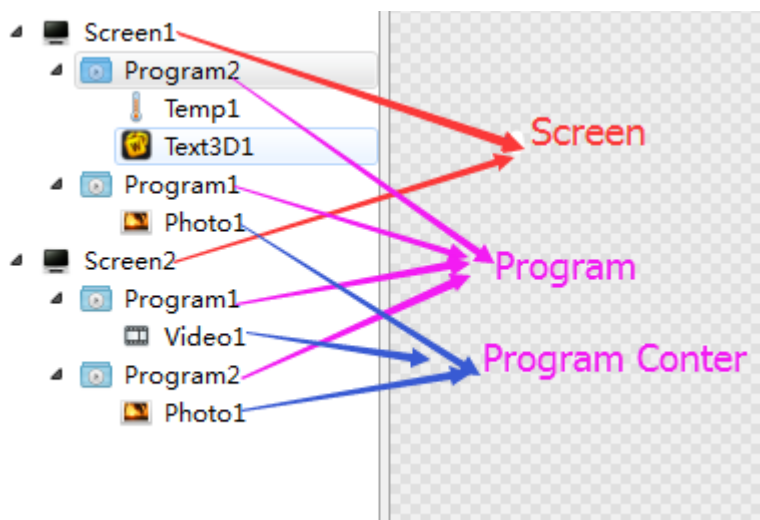 Screen1
Program2
Temp1
Screen
Text3D1
Program1
Photo1
Screen2
Program
Program1
Video1
Program Conter
Program2
Photo1